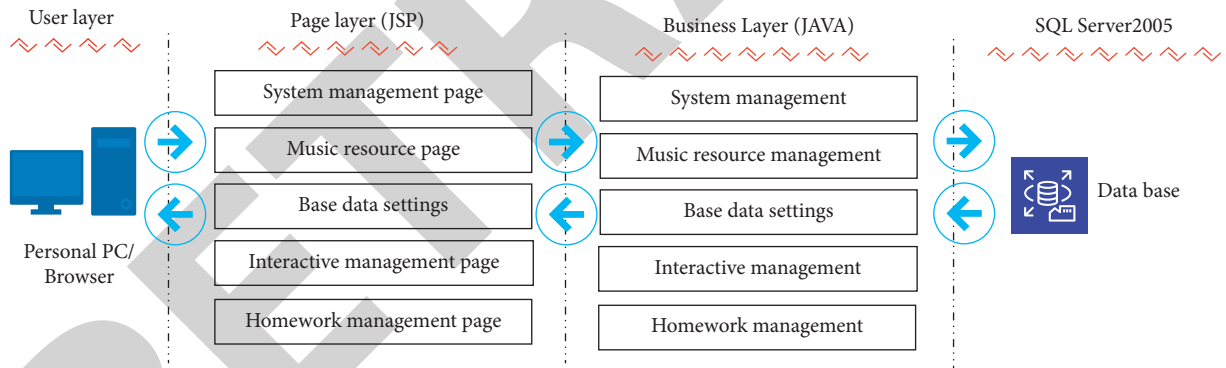 User layer
Page layer (JSP)
Business Layer (JAVA)
SQL Server2005
System management page
Music resource page
Base data settings
Interactive management page
Homework management page
System management
Music resource management
Base data settings
Interactive management
Homework management
Personal PC/
Browser
Data base